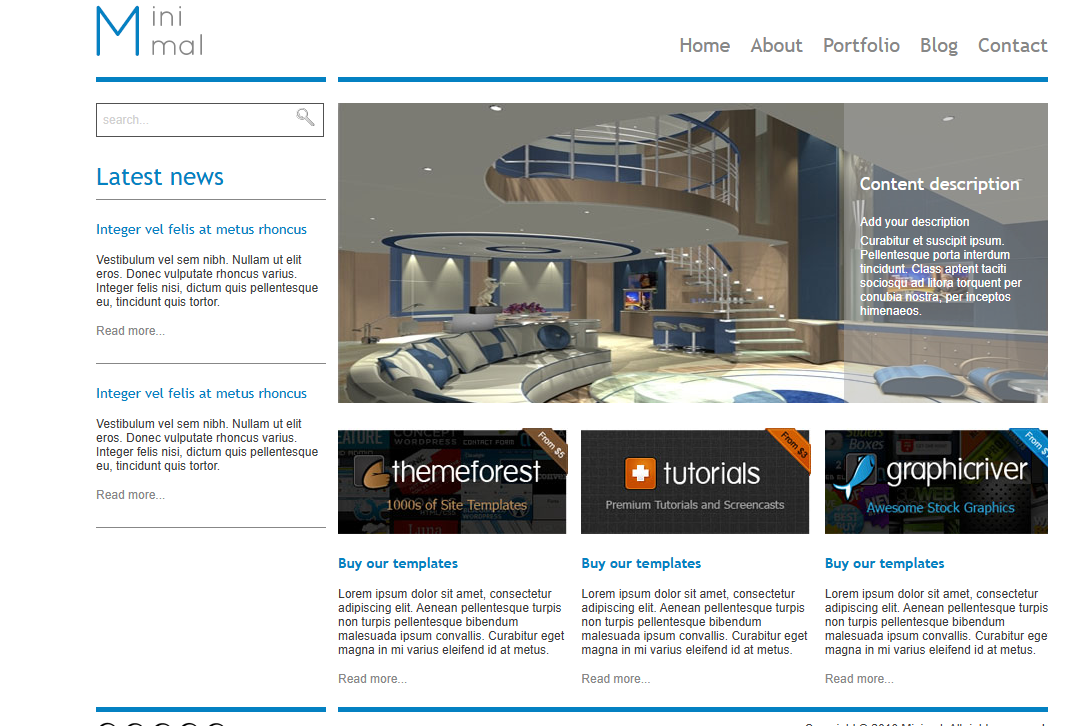 Mini
mal
Home About Portfolio Blog Contact
search...
Latest news
Integer vel felis at metus rhoncus
Vestibulum vel sem nibh. Nullam ut elit
eros. Donec vulputate rhoncus varius.
Integer felis nisi, dictum quis pellentesque
eu, tincidunt quis tortor.
Read more...
Integer vel felis at metus rhoncus
Vestibulum vel sem nibh. Nullam ut elit
eros. Donec vulputate rhoncus varius.
Integer felis nisi, dictum quis pellentesque
eu, tincidunt quis tortor.
Read more...
Content description
Add your description
Curabitur et suscipit ipsum.
Pellentesque porta interdum
tincidunt. Class aptent taciti
sociosqu ad litora torquent per
conubia nostra, per inceptos
himenaeos.
From $5
themeforest
1000s of Site Templates
Buy our templates
Lorem ipsum dolor sit amet, consectetur
adipiscing elit. Aenean pellentesque turpis
non turpis pellentesque bibendum
malesuada ipsum convallis. Curabitur eget
magna in mi varius eleifend id at metus.
Read more...
From $3
tutorials
Premium Tutorials and Screencasts
Buy our templates
Lorem ipsum dolor sit amet, consectetur
adipiscing elit. Aenean pellentesque turpis
non turpis pellentesque bibendum
malesuada ipsum convallis. Curabitur eget
magna in mi varius eleifend id at metus.
Read more...
From
graphicriver
Awesome Stock Graphics
Buy our templates
Lorem ipsum dolor sit amet, consectetur
adipiscing elit. Aenean pellentesque turpis
non turpis pellentesque bibendum
malesuada ipsum convallis. Curabitur ege
magna in mi varius eleifend id at metus.
Read more...